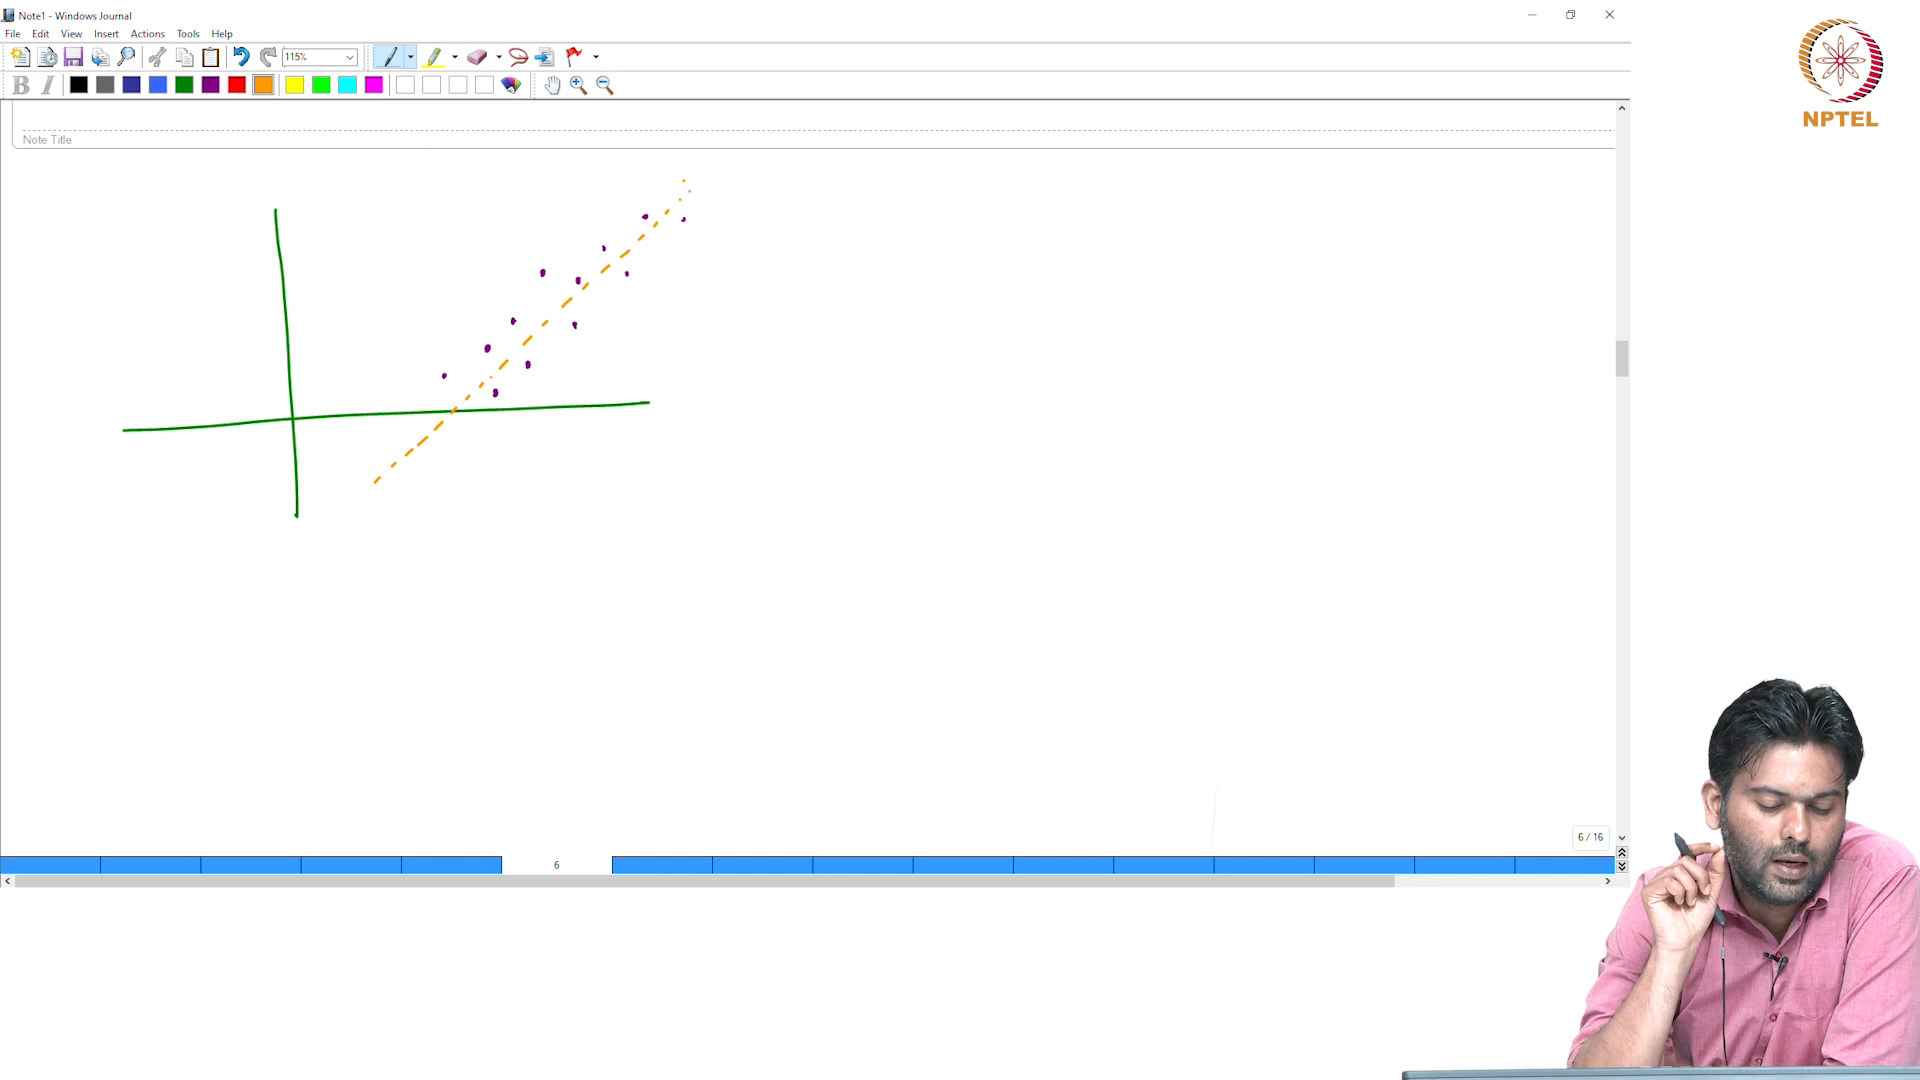 Note1 - Windows Journal
File Edit View Insert Actions Tools Help
115%
B I
Note Title
NPTEL
6 / 16
6